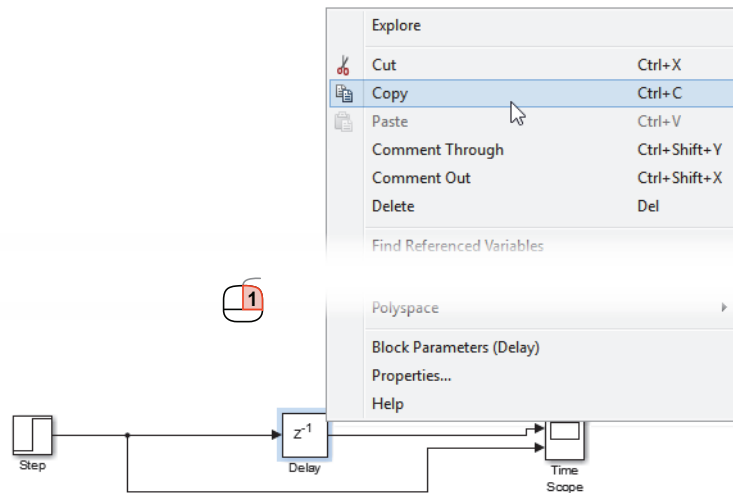 Explore
Cut Ctrl+X
Copy Ctrl+C
Paste Ctrl+V
Comment Through Ctrl+Shift+Y
Comment Out Ctrl+Shift+X
Delete Del
Find Referenced Variables
1
Polyspace
Block Parameters (Delay)
Properties...
Help
z-1
Step
Delay
Time
Scope